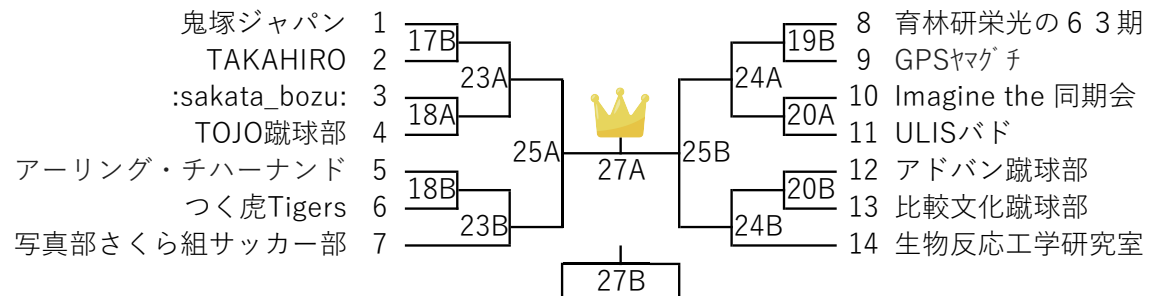 鬼塚ジャパン 1
17B
TAKAHIRO 2
23A
:sakata_bozu: 3
18A
TOJO蹴球部 4
25A
アーリング・チハーナンド 5
18B
つく虎Tigers 6
23B
写真部さくら組サッカー部 7
27A
27B
8 育林研栄光の６３期
19B
9 GPSﾔﾏｸﾞﾁ
24A
10 Imagine the 同期会
20A
11 ULISバド
25B
12 アドバン蹴球部
20B
13 比較文化蹴球部
24B
14 生物反応工学研究室